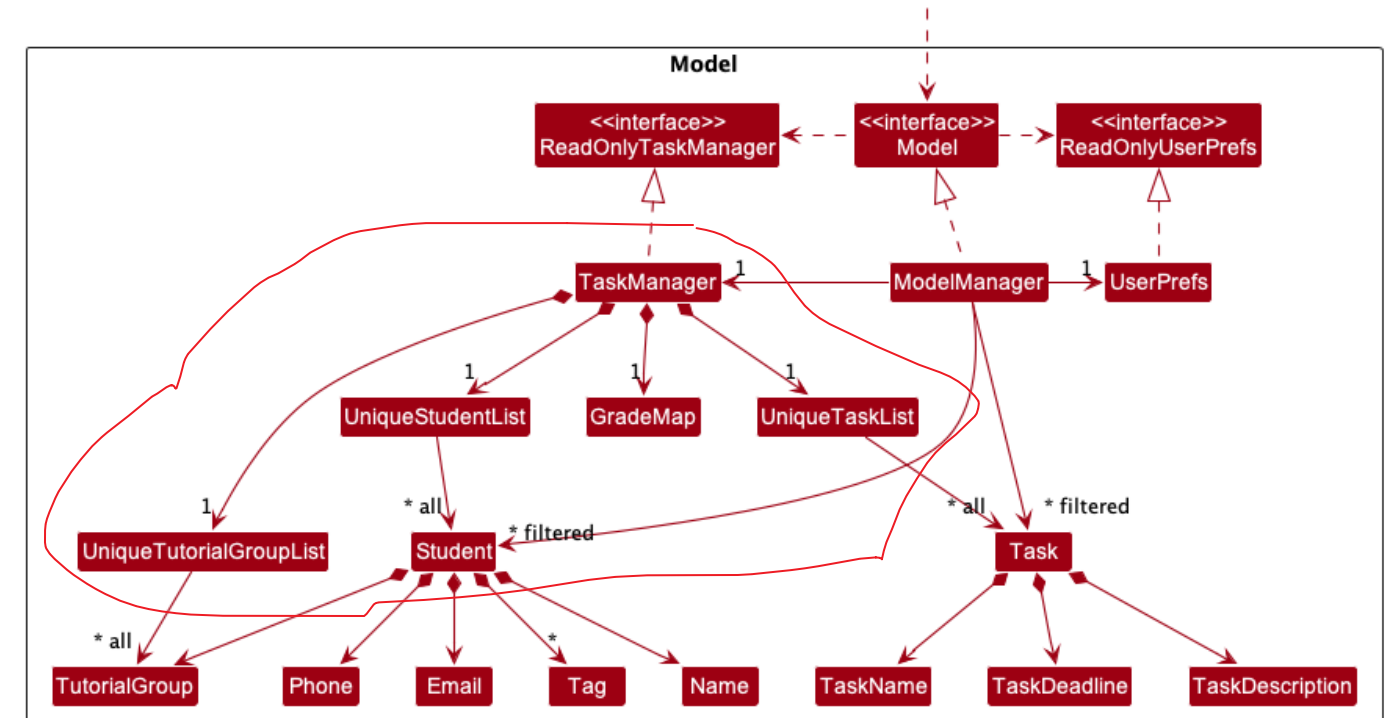 Model
<<interface>>
ReadOnlyTaskManager
<<interface>>
Model
<<interface>>
ReadOnlyUserPrefs
TaskManager
1
ModelManager
1
UserPrefs
1
1
1
UniqueStudentList
GradeMap
UniqueTaskList
1
* all
* filtered
* all
* filtered
UniqueTutorialGroupList
Student
Task
* all
*
TutorialGroup
Phone
Email
Tag
Name
TaskName
TaskDeadline
TaskDescription